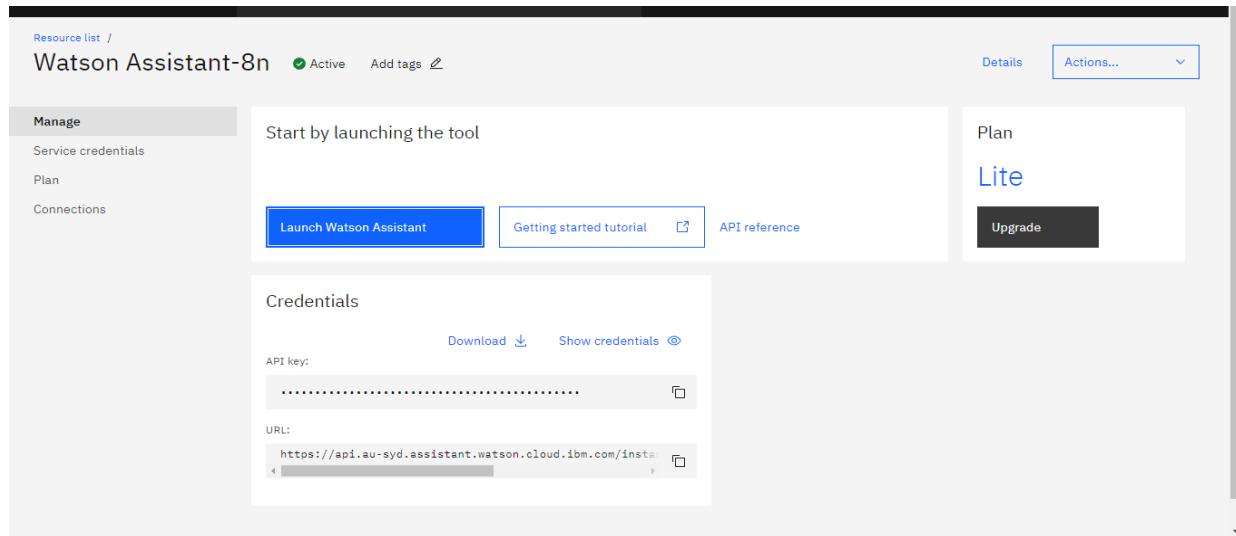 Resource list /
Watson Assistant-8n Active Add tags Details Actions...
Manage
Service credentials
Plan
Connections
Start by launching the tool
Launch Watson Assistant Getting started tutorial API reference
Plan
Lite
Upgrade
Credentials
Download Show credentials
API key:
............................................
URL:
https://api.au-syd.assistant.watson.cloud.ibm.com/insta